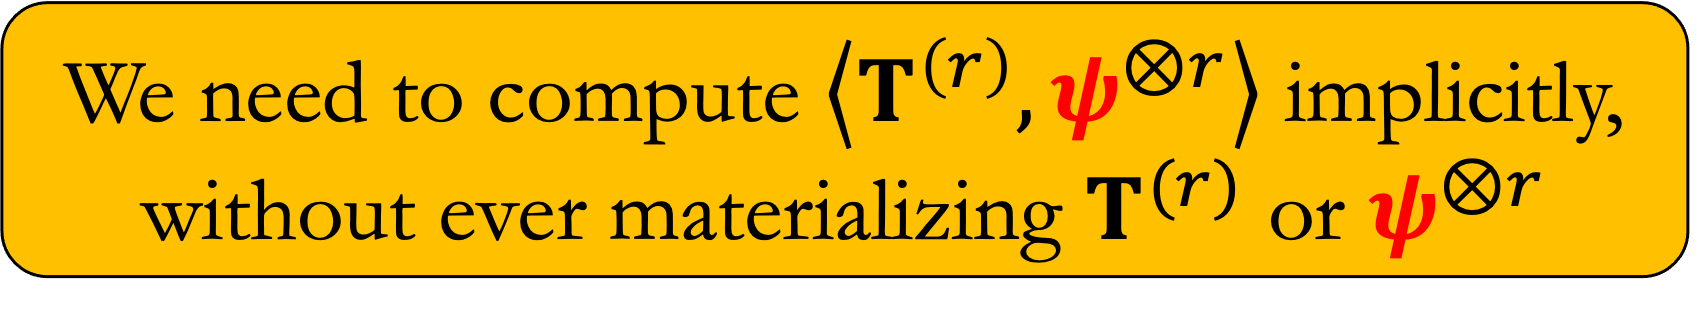 We need to compute ⟨𝐓⁽ʳ⁾, 𝝍^{⊗r}⟩ implicitly,
without ever materializing 𝐓⁽ʳ⁾ or 𝝍^{⊗r}